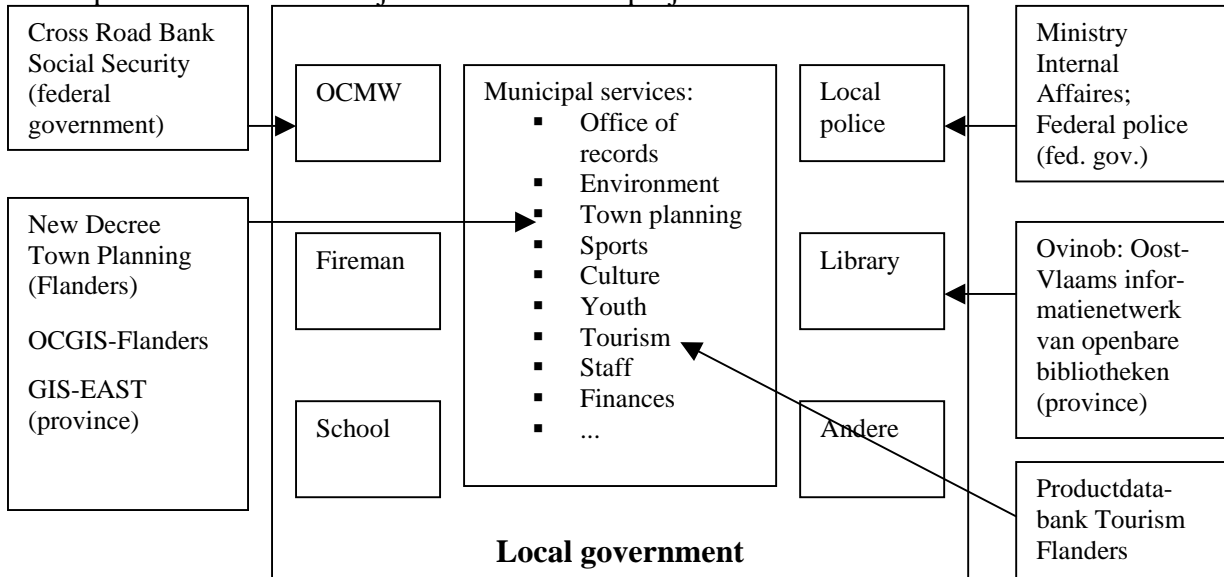 Cross Road Bank
Social Security
(federal
government)
New Decree
Town Planning
(Flanders)
OCGIS-Flanders
GIS-EAST
(province)
OCMW
Fireman
School
Municipal services:
▪ Office of
records
▪ Environment
▪ Town planning
▪ Sports
▪ Culture
▪ Youth
▪ Tourism
▪ Staff
▪ Finances
▪ ...
Local
police
Library
Andere
Local government
Ministry
Internal
Affaires;
Federal police
(fed. gov.)
Ovinob: Oost-
Vlaams infor-
matienetwerk
van openbare
bibliotheken
(province)
Productdata-
bank Tourism
Flanders